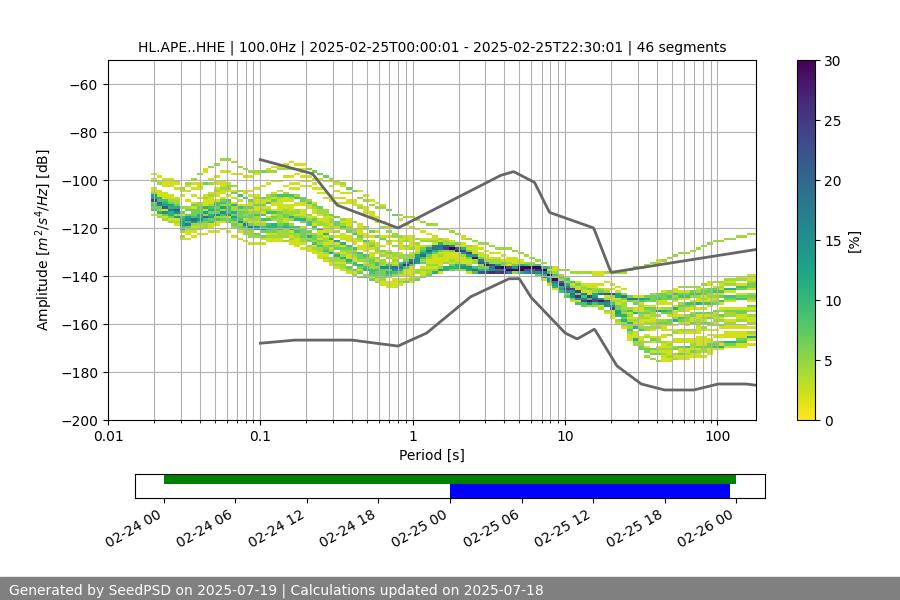 HL.APE..HHE | 100.0Hz | 2025-02-25T00:00:01 - 2025-02-25T22:30:01 | 46 segments
Amplitude [m²/s⁴/Hz] [dB]
−60
−80
−100
−120
−140
−160
−180
−200
0.01 0.1 1 10 100
Period [s]
30
25
20
15
10
5
0
[%]
02-24 00 02-24 06 02-24 12 02-24 18 02-25 00 02-25 06 02-25 12 02-25 18 02-26 00
Generated by SeedPSD on 2025-07-19 | Calculations updated on 2025-07-18